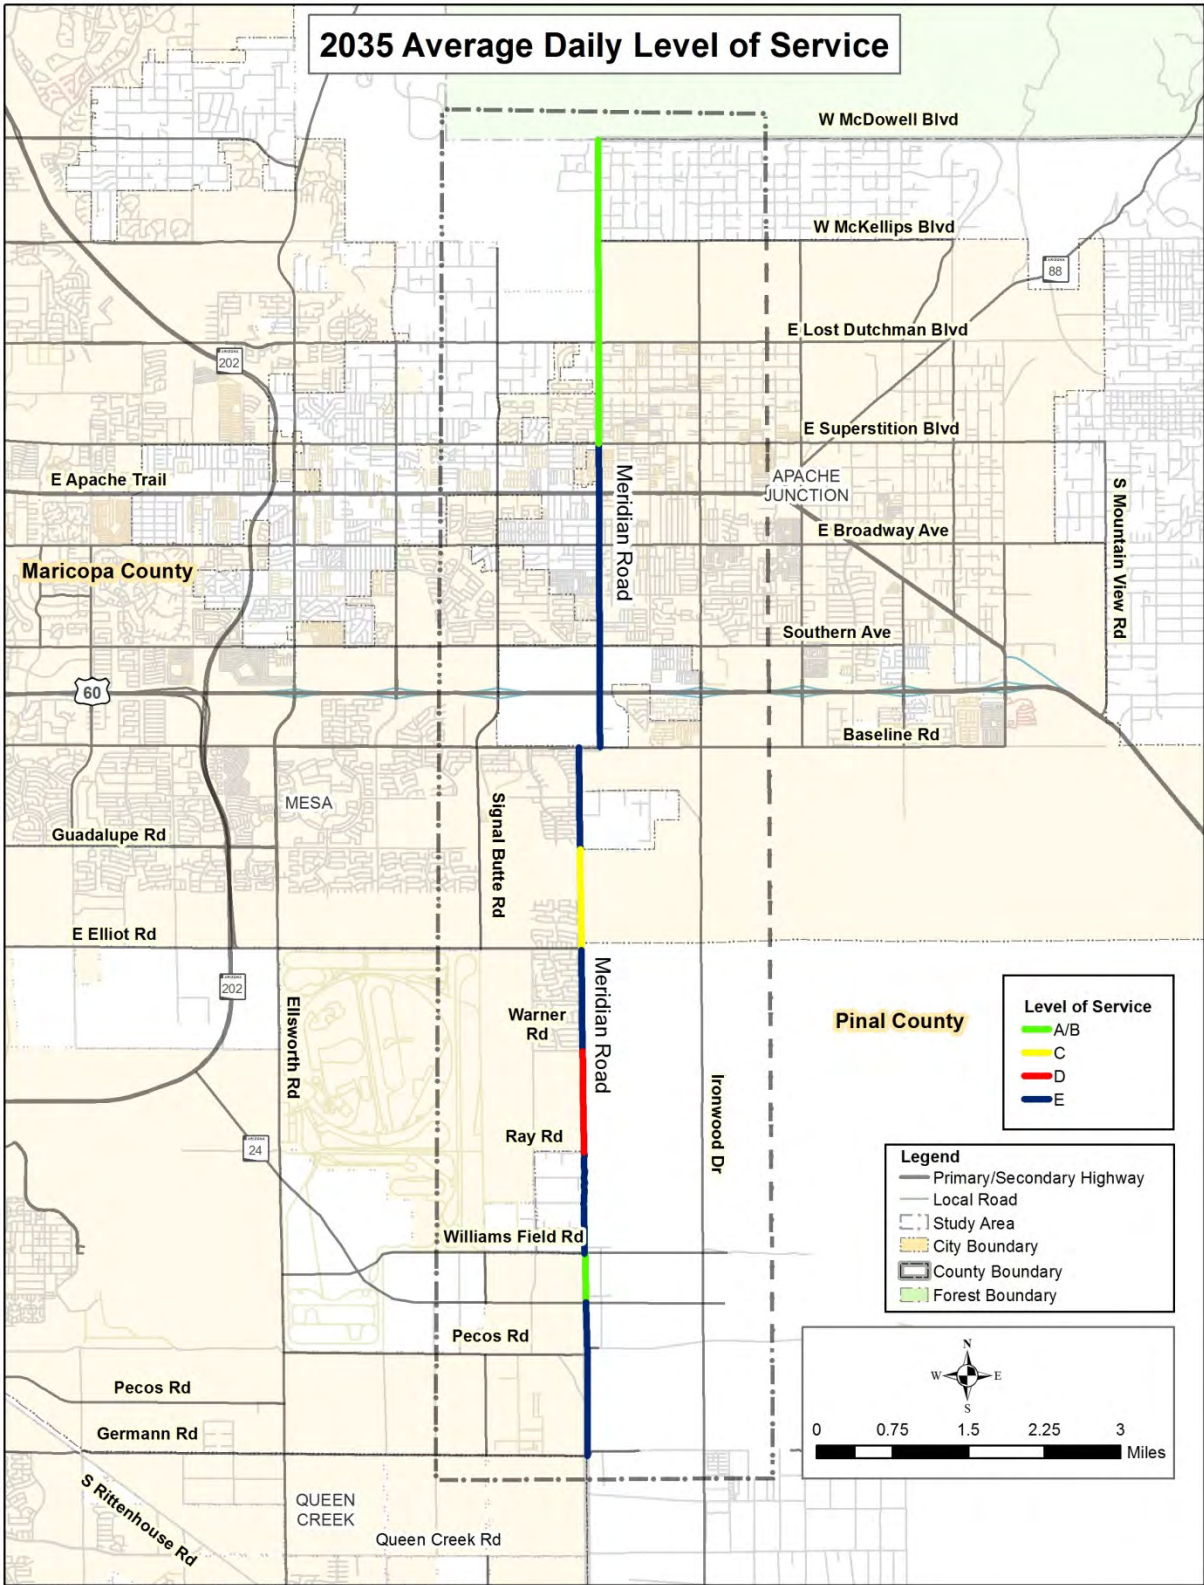 2035 Average Daily Level of Service
W McDowell Blvd
W McKellips Blvd
ARIZONA
88
E Lost Dutchman Blvd
ARIZONA
202
E Superstition Blvd
E Apache Trail
Meridian Road
APACHE
JUNCTION
S Mountain View Rd
E Broadway Ave
Maricopa County
Southern Ave
60
Baseline Rd
MESA
Signal Butte Rd
Guadalupe Rd
E Elliot Rd
ARIZONA
202
Ellsworth Rd
Warner
Rd
Meridian Road
Pinal County
Ironwood Dr
Level of Service
A/B
C
D
E
Ray Rd
ARIZONA
24
Williams Field Rd
Legend
Primary/Secondary Highway
Local Road
Study Area
City Boundary
County Boundary
Forest Boundary
Pecos Rd
Pecos Rd
Germann Rd
N
W
E
S
0
0.75
1.5
2.25
3
Miles
S Rittenhouse Rd
QUEEN
CREEK
Queen Creek Rd